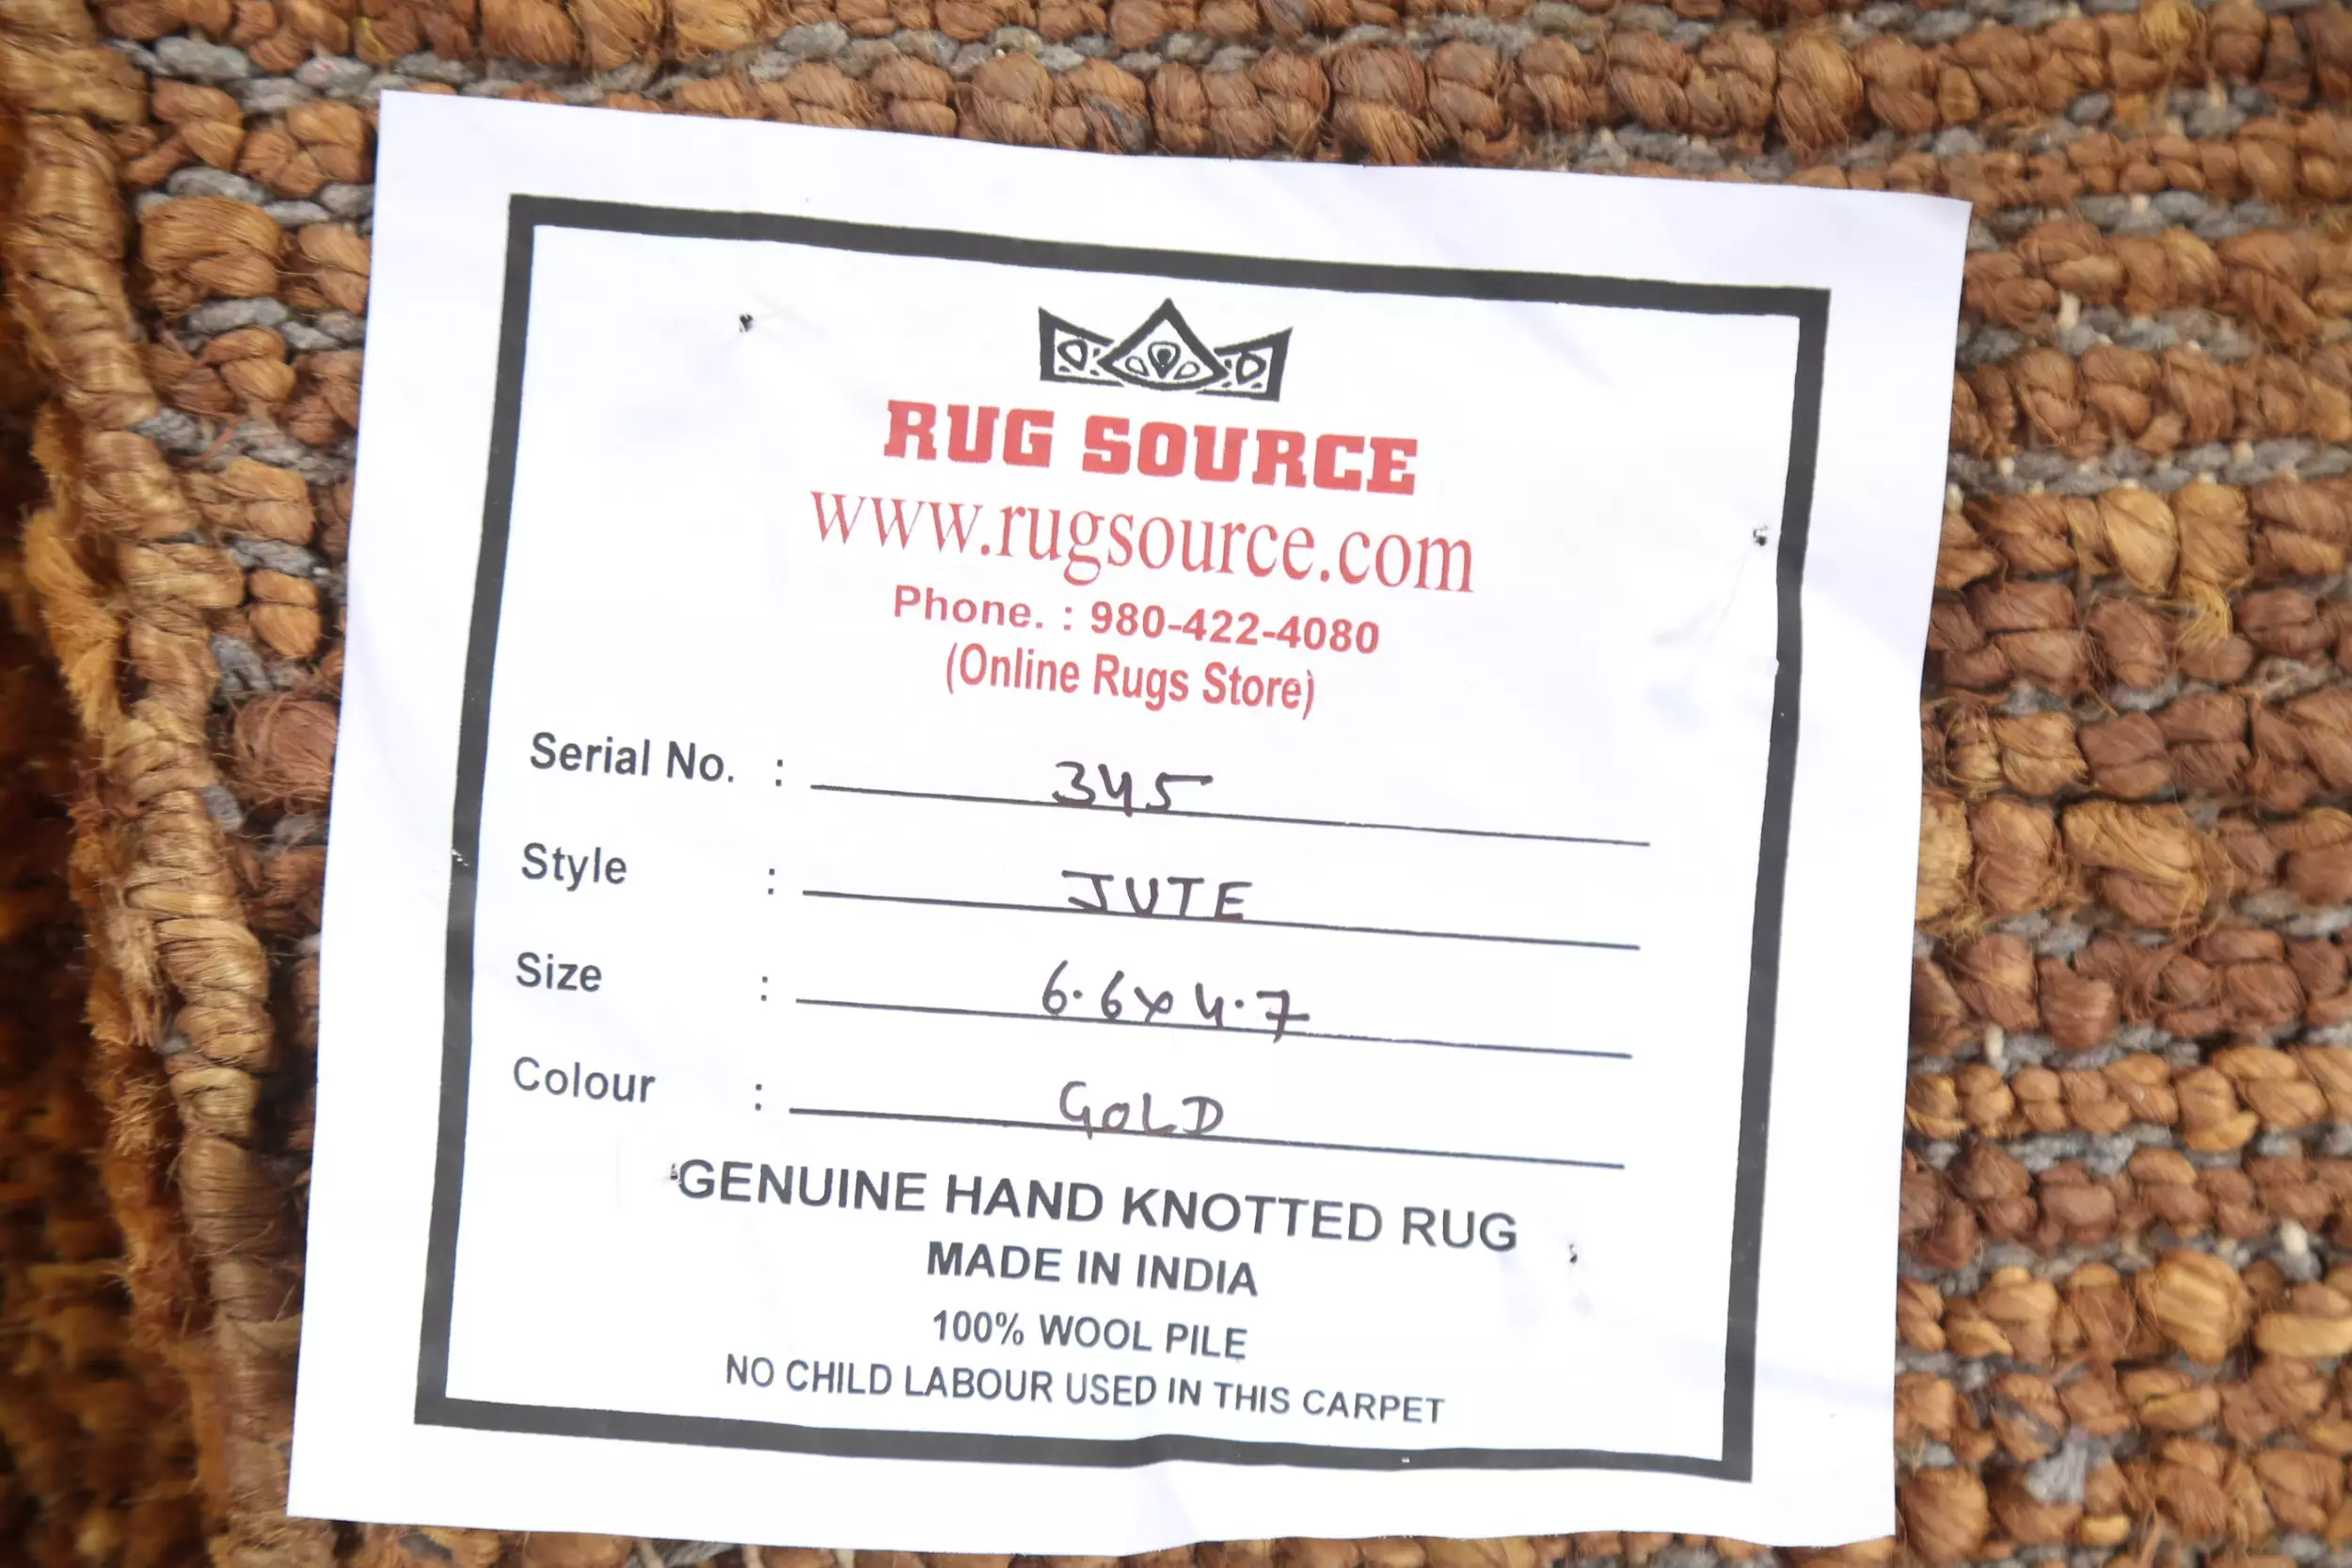 RUG SOURCE
www.rugsource.com
Phone. : 980-422-4080
(Online Rugs Store)
Serial No. : 345
Style : JUTE
Size : 6.6x4.7
Colour : GOLD
GENUINE HAND KNOTTED RUG
MADE IN INDIA
100% WOOL PILE
NO CHILD LABOUR USED IN THIS CARPET